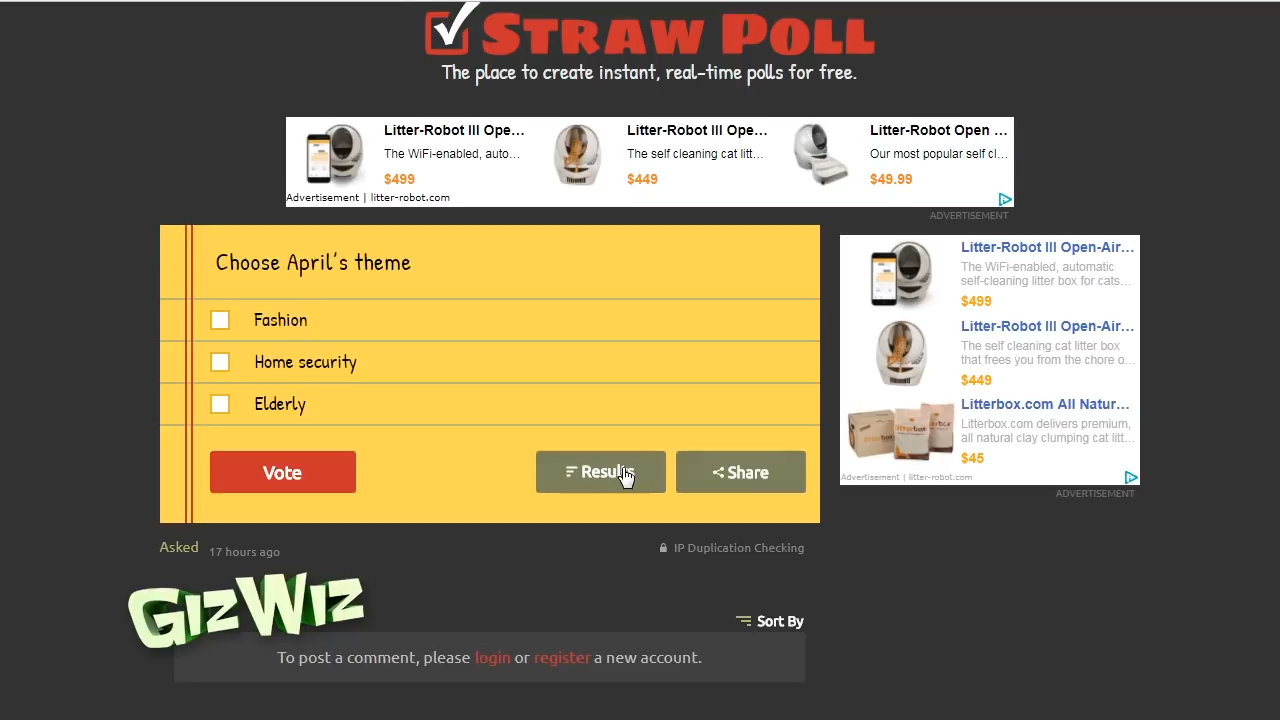 STRAW POLL
The place to create instant, real-time polls for free.
Litter-Robot III Ope…
The WiFi-enabled, auto…
$499
Litter-Robot III Ope…
The self cleaning cat litt…
$449
Litter-Robot Open …
Our most popular self cl…
$49.99
Advertisement | litter-robot.com
ADVERTISEMENT
Choose April's theme
Fashion
Home security
Elderly
Vote
Results
Share
Litter-Robot III Open-Air…
The WiFi-enabled, automatic
self-cleaning litter box for cats…
$499
Litter-Robot III Open-Air…
The self cleaning cat litter box
that frees you from the chore o…
$449
Litterbox.com All Natur…
Litterbox.com delivers premium,
all natural clay clumping cat litt…
$45
Advertisement | litter-robot.com
ADVERTISEMENT
Asked 17 hours ago
IP Duplication Checking
GIZWIZ
Sort By
To post a comment, please login or register a new account.